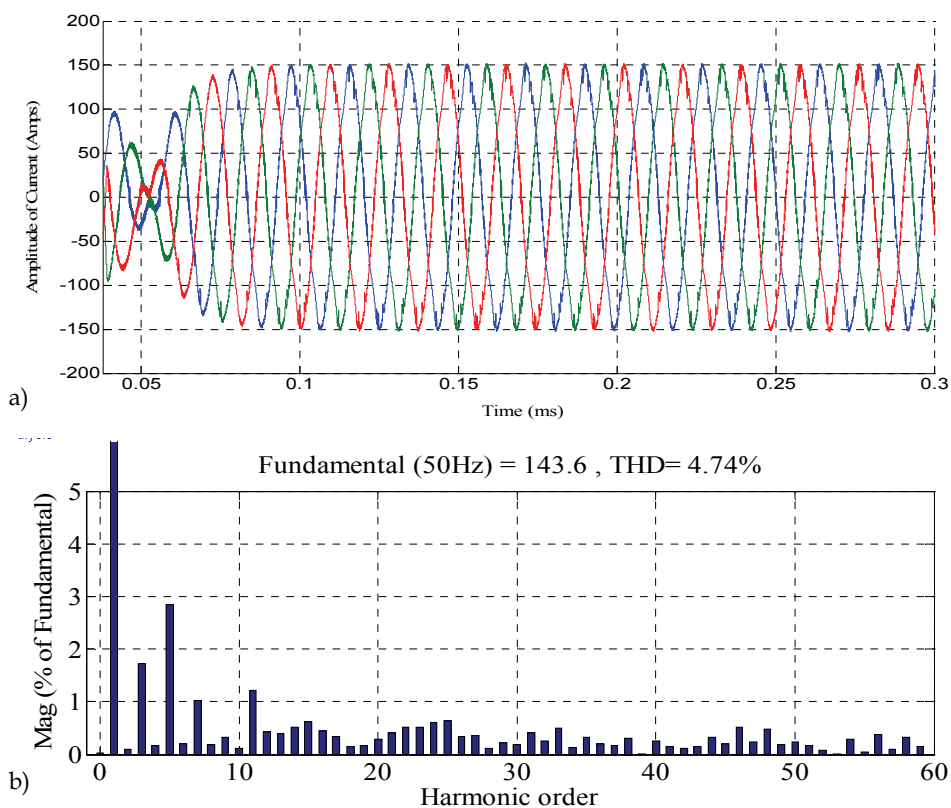 200
150
100
50
0
-50
-100
-150
-200
Amplitude of Current (Amps)
0.05 0.1 0.15 0.2 0.25 0.3
Time (ms)
a)
Fundamental (50Hz) = 143.6 , THD= 4.74%
5
4
3
2
1
0
Mag (% of Fundamental)
0 10 20 30 40 50 60
Harmonic order
b)